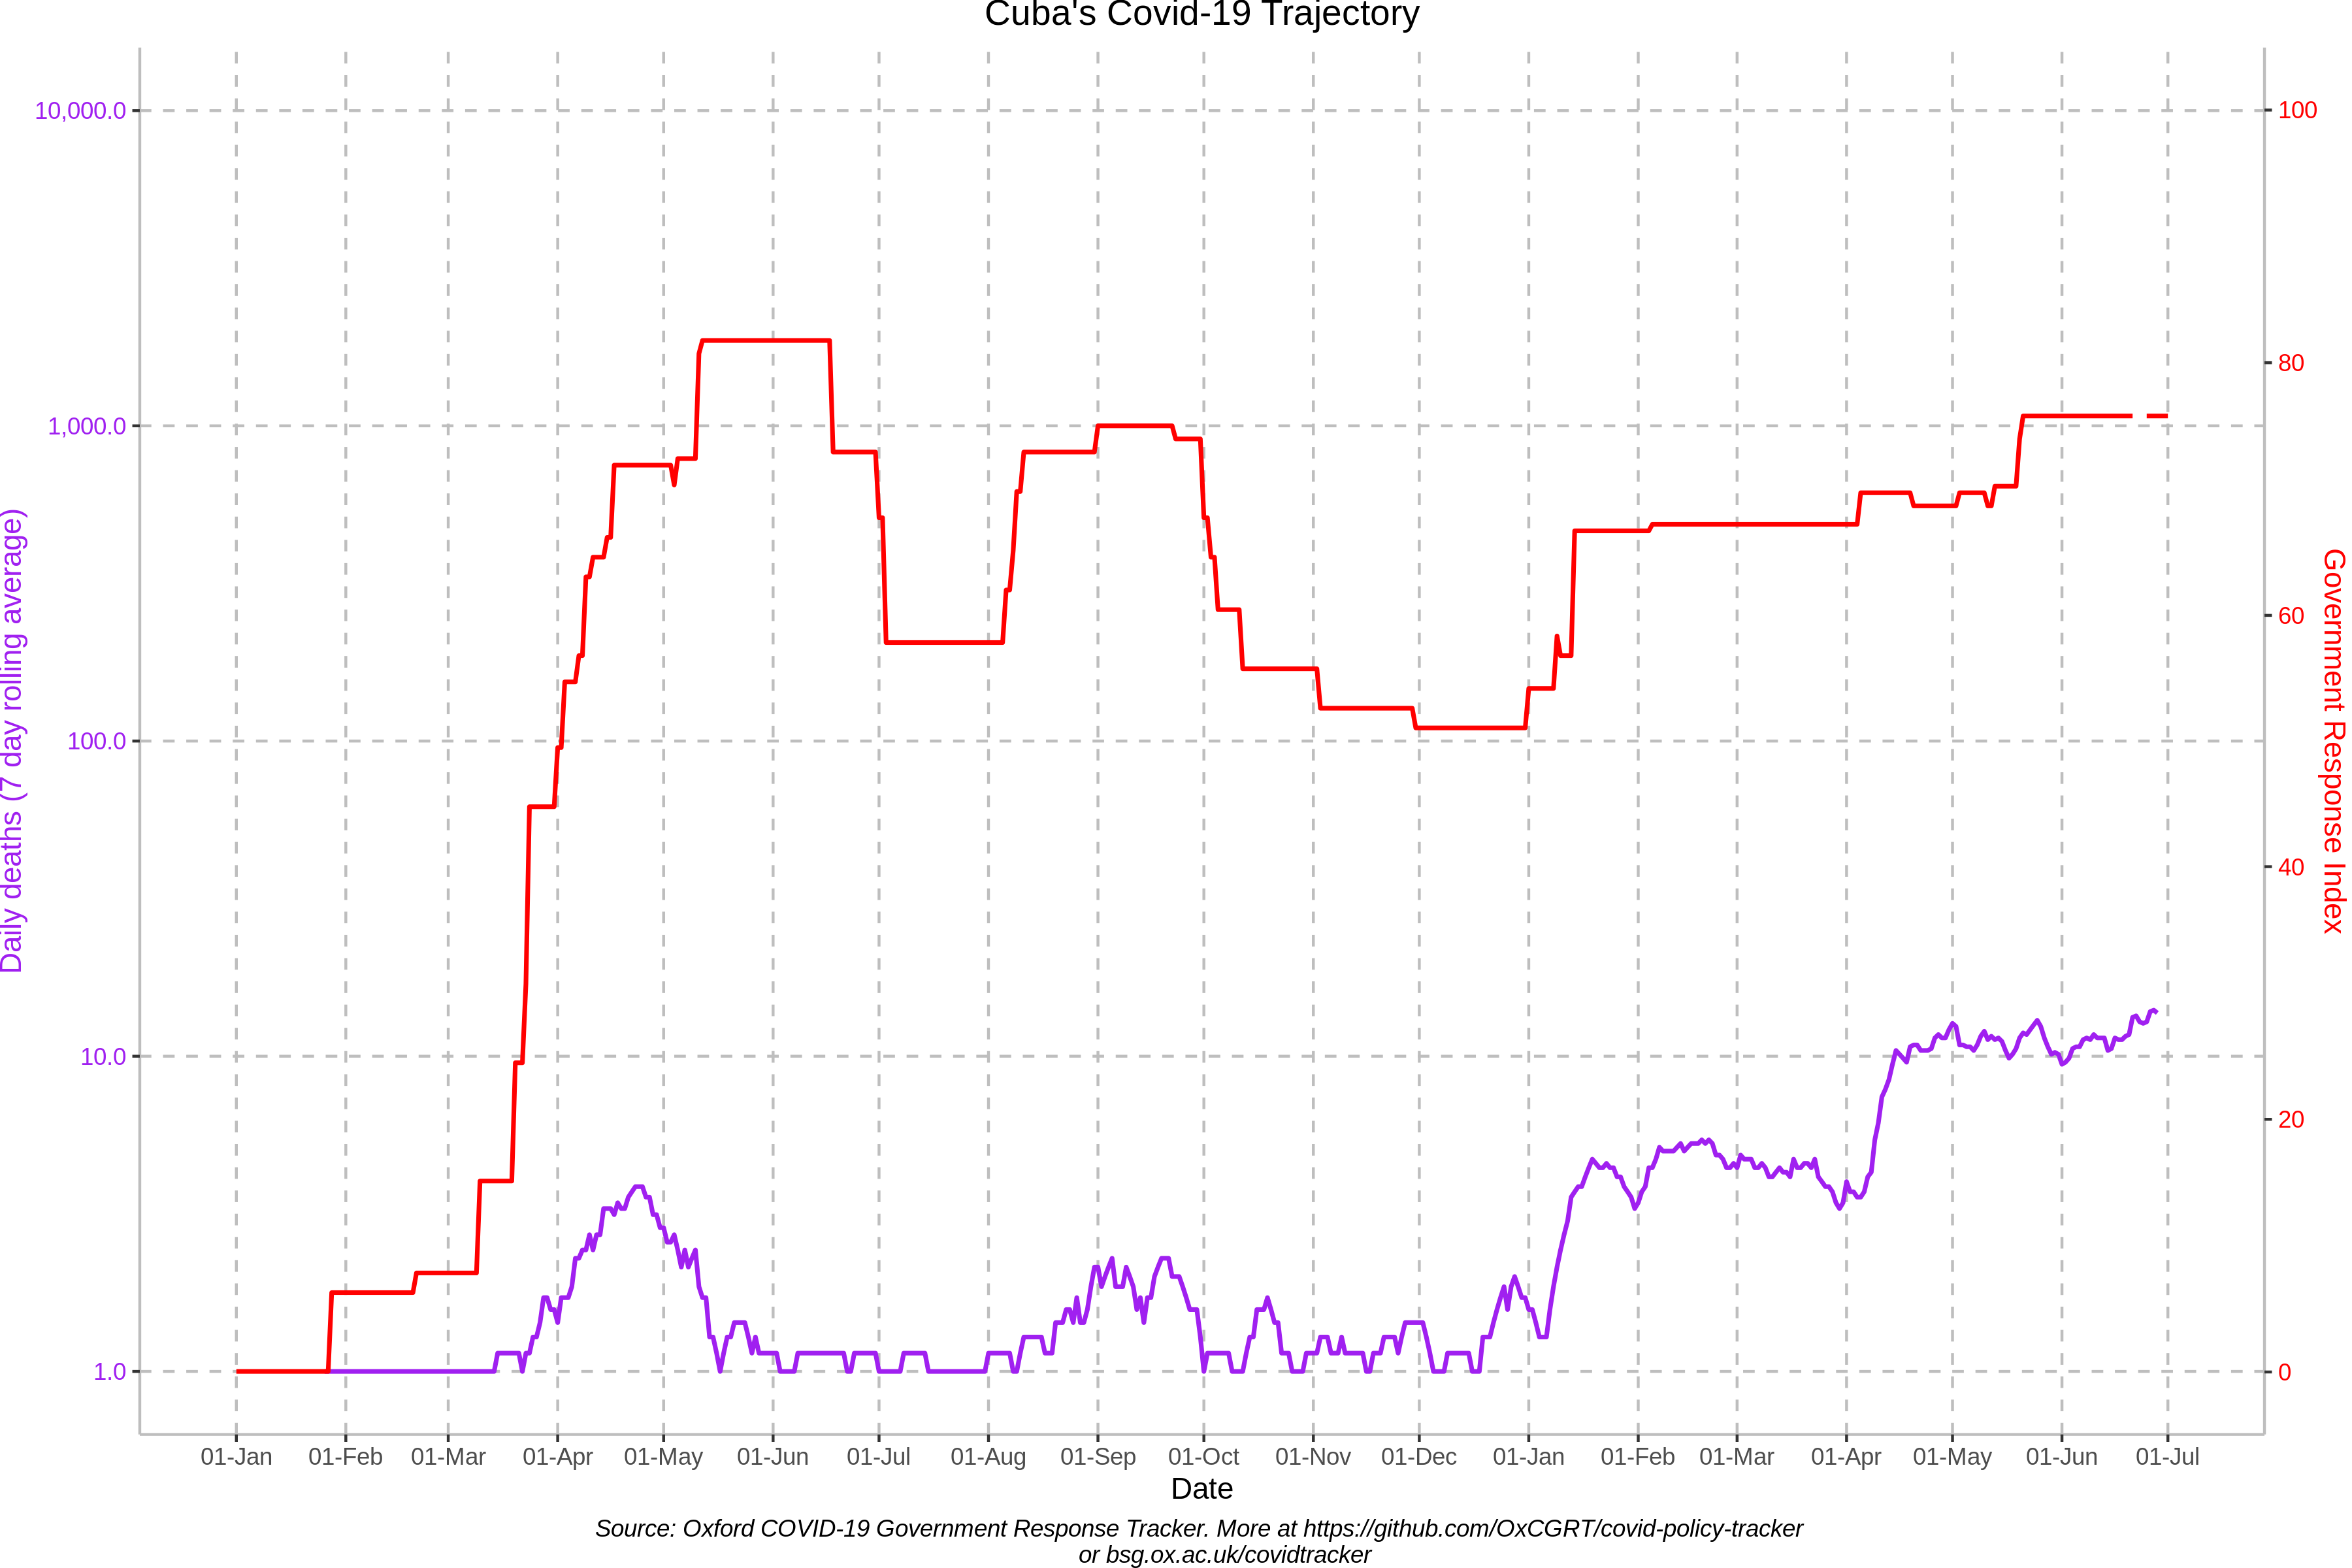 Cuba's Covid-19 Trajectory
10,000.0
1,000.0
100.0
10.0
1.0
Daily deaths (7 day rolling average)
100
80
60
40
20
0
Government Response Index
01-Jan 01-Feb 01-Mar 01-Apr 01-May 01-Jun 01-Jul 01-Aug 01-Sep 01-Oct 01-Nov 01-Dec 01-Jan 01-Feb 01-Mar 01-Apr 01-May 01-Jun 01-Jul
Date
Source: Oxford COVID-19 Government Response Tracker. More at https://github.com/OxCGRT/covid-policy-tracker
or bsg.ox.ac.uk/covidtracker